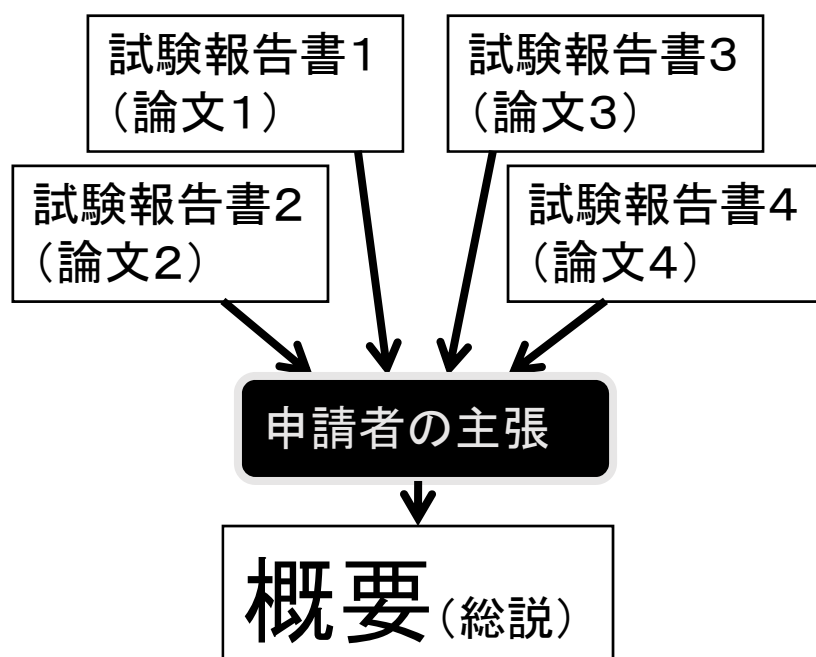 試験報告書1
（論文1）
試験報告書3
（論文3）
試験報告書2
（論文2）
試験報告書4
（論文4）
申請者の主張
概要（総説）